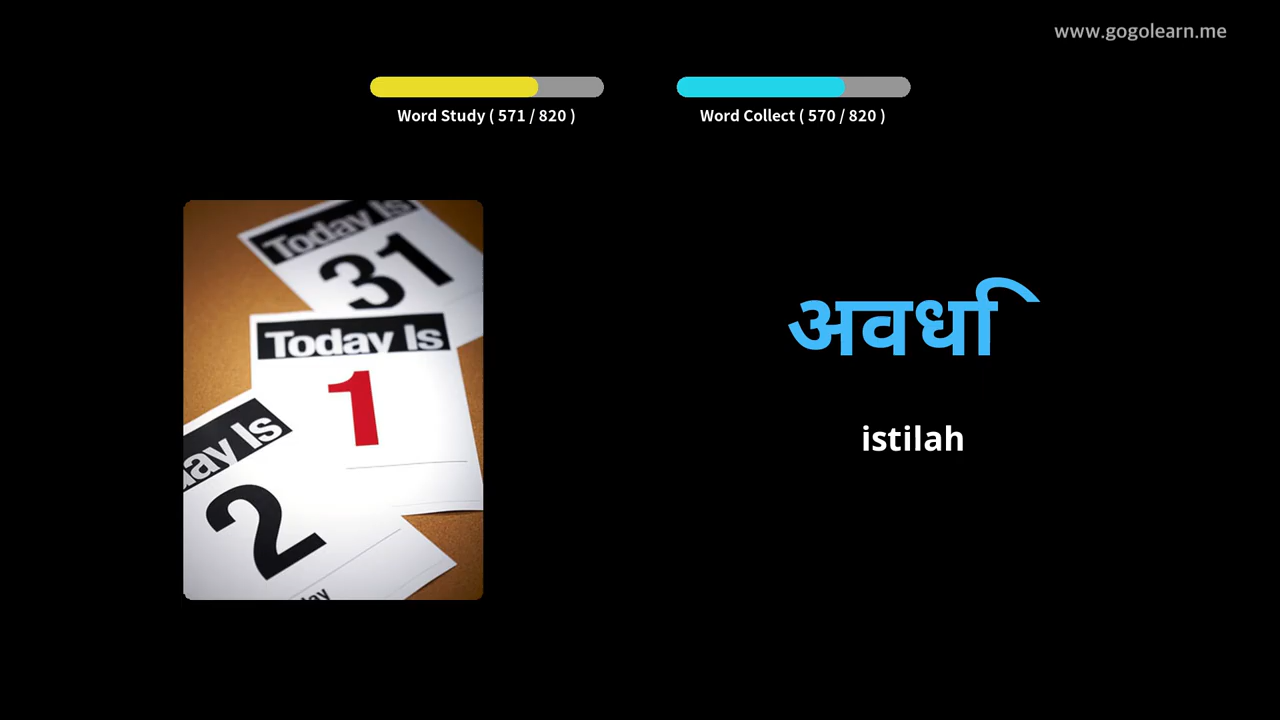 www.gogolearn.me
Word Study ( 571 / 820 )
Word Collect ( 570 / 820 )
Today Is
31
Today Is
1
ay Is
2
ay
अवधि
istilah